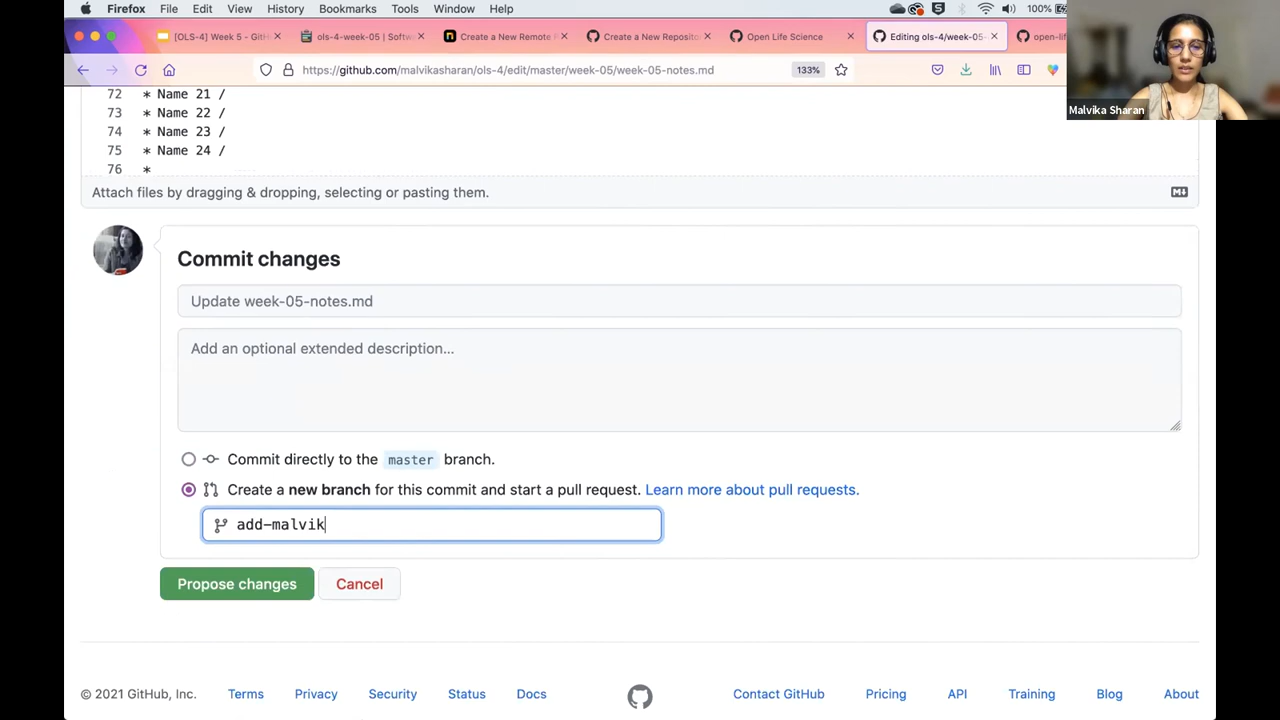 Firefox File Edit View History Bookmarks Tools Window Help 100%
[OLS-4] Week 5 - GitH ols-4-week-05 | Softw Create a New Remote F Create a New Reposito Open Life Science Editing ols-4/week-05- open-life
https://github.com/malvikasharan/ols-4/edit/master/week-05/week-05-notes.md 133%
Malvika Sharan
72 * Name 21 /
73 * Name 22 /
74 * Name 23 /
75 * Name 24 /
76 *
Attach files by dragging & dropping, selecting or pasting them.
Commit changes
Update week-05-notes.md
Add an optional extended description...
Commit directly to the master branch.
Create a new branch for this commit and start a pull request. Learn more about pull requests.
add-malvik
Propose changes Cancel
© 2021 GitHub, Inc. Terms Privacy Security Status Docs Contact GitHub Pricing API Training Blog About